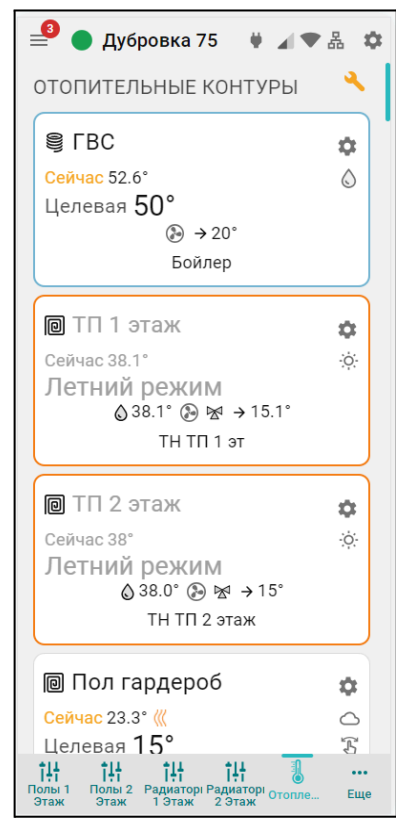 3
Дубровка 75
ОТОПИТЕЛЬНЫЕ КОНТУРЫ
ГВС
Сейчас 52.6°
Целевая 50°
→ 20°
Бойлер
ТП 1 этаж
Сейчас 38.1°
Летний режим
38.1° → 15.1°
ТН ТП 1 эт
ТП 2 этаж
Сейчас 38°
Летний режим
38.0° → 15°
ТН ТП 2 этаж
Пол гардероб
Сейчас 23.3°
Целевая 15°
Полы 1 Этаж
Полы 2 Этаж
Радиаторы 1 Этаж
Радиаторы 2 Этаж
Отопле...
Еще